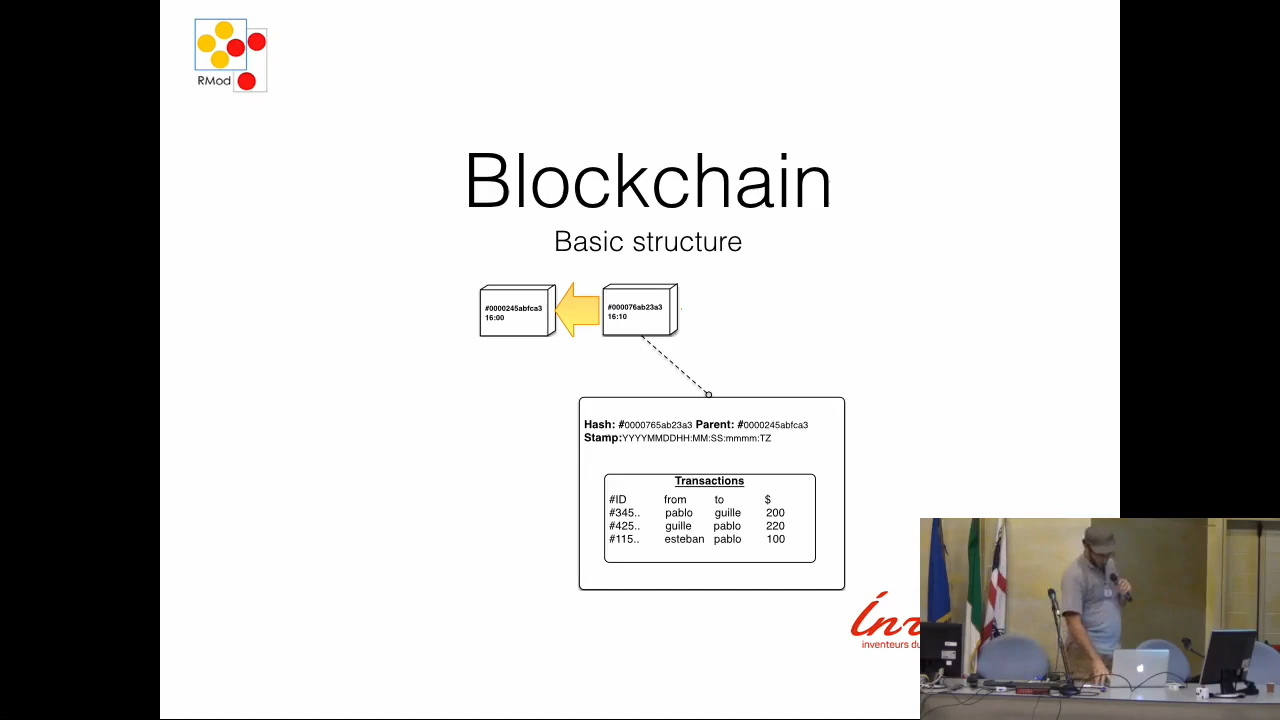 RMod
Blockchain
Basic structure
#0000245abfca3
16:00
#000076ab23a3
16:10
Hash: #0000765ab23a3 Parent: #0000245abfca3
Stamp:YYYYMMDDHH:MM:SS:mmmm:TZ
Transactions
#ID from to $
#345.. pablo guille 200
#425.. guille pablo 220
#115.. esteban pablo 100
inventeurs du